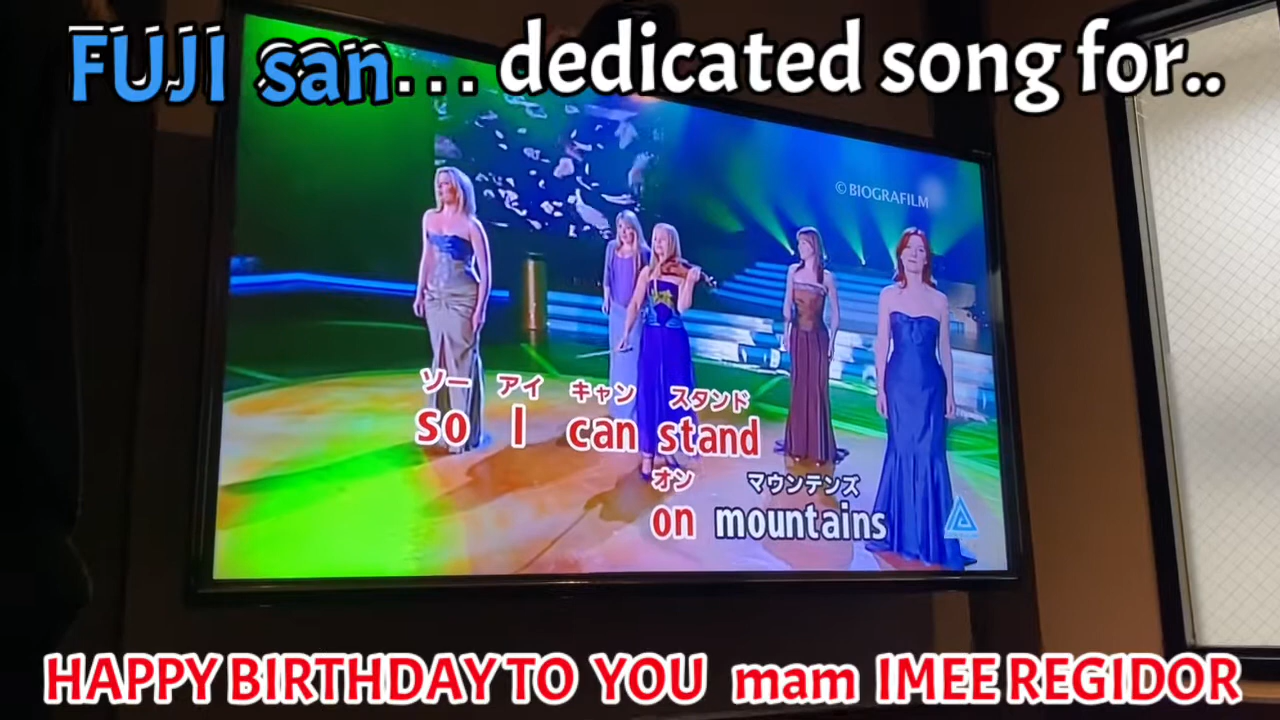 FUJI san... dedicated song for..
© BIOGRAFILM
ソー アイ キャン スタンド
so I can stand
オン マウンテンズ
on mountains
HAPPY BIRTHDAY TO YOU mam IMEE REGIDOR